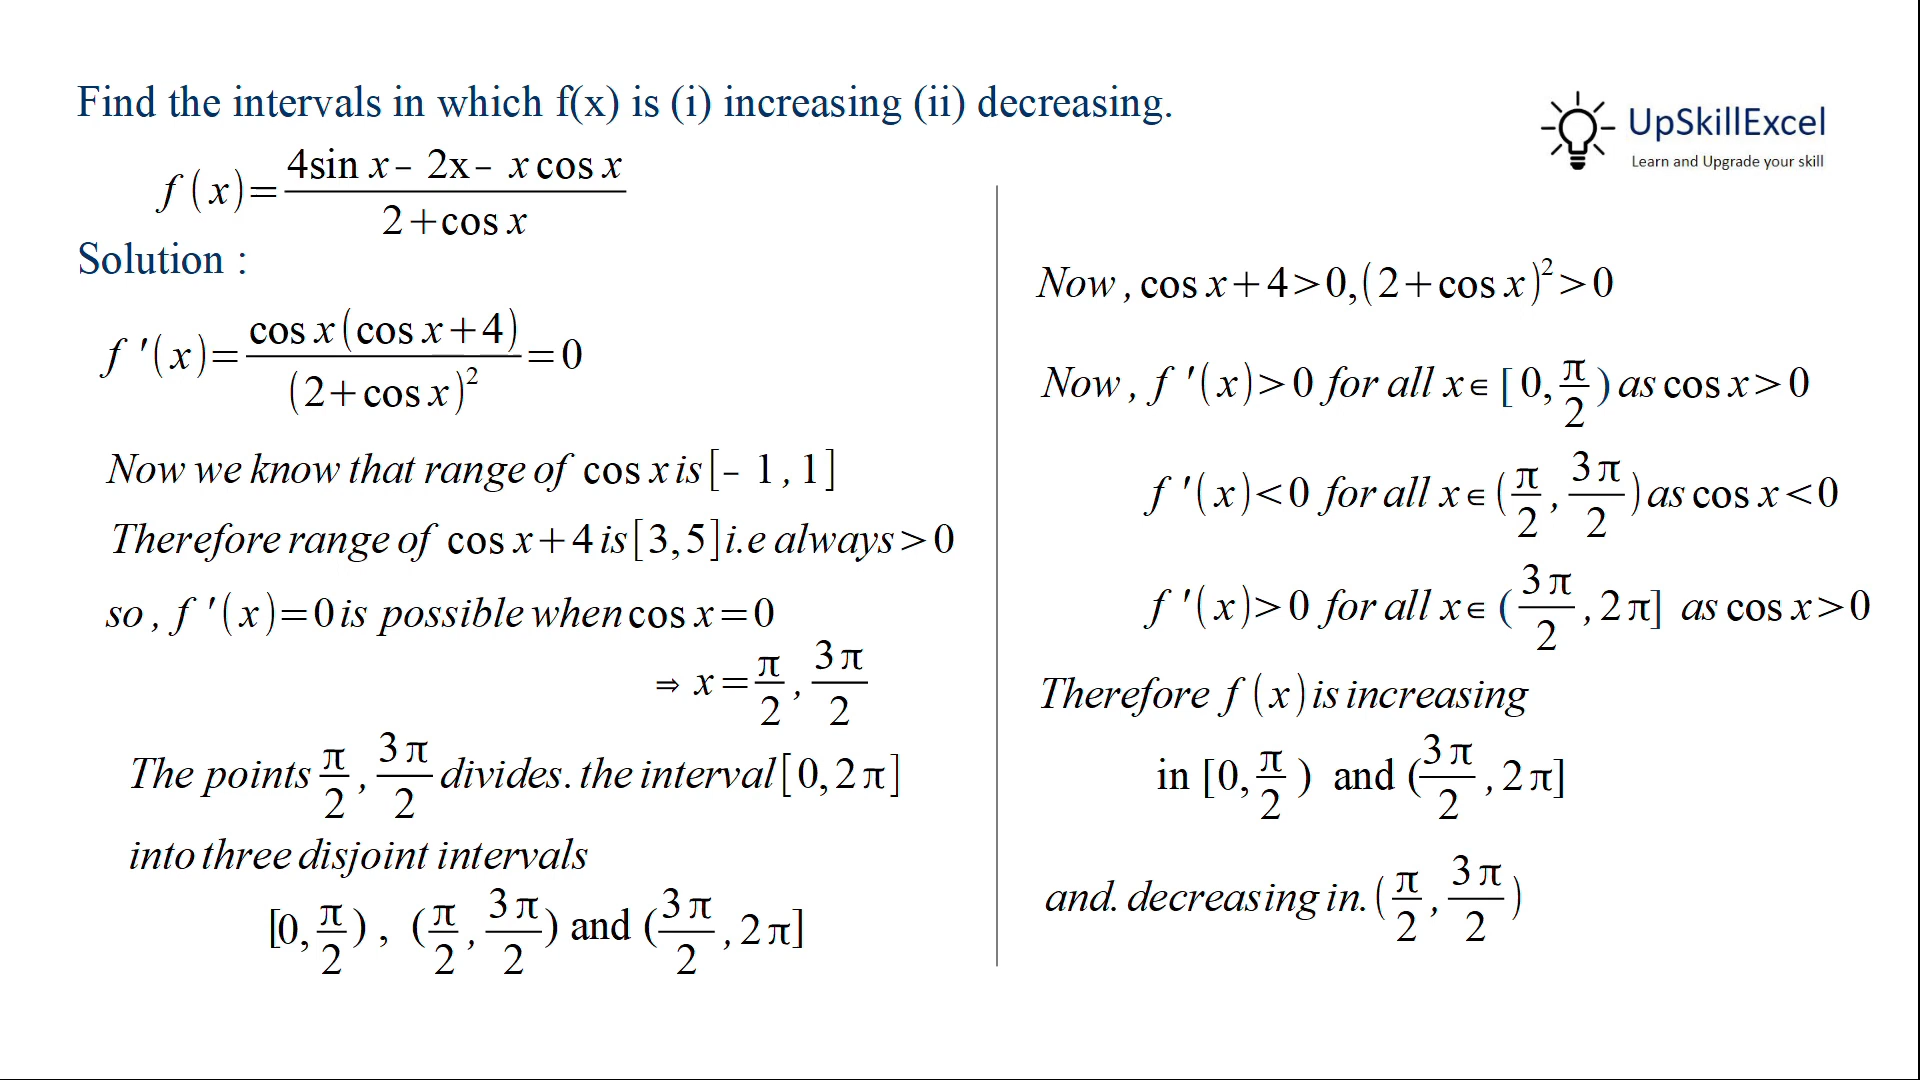 Find the intervals in which f(x) is (i) increasing (ii) decreasing.
f(x)=(4sin x– 2x– x cos x)/(2+cos x)
Solution :
f '(x)=(cos x(cos x+4))/((2+cos x)²)=0
Now we know that range of cos x is [– 1 , 1]
Therefore range of cos x+4 is [3,5] i.e always>0
so , f '(x)=0 is possible when cos x=0
⇒ x=π/2 , 3π/2
The points π/2 , 3π/2 divides. the interval [0,2π]
into three disjoint intervals
[0,π/2) , (π/2 , 3π/2) and (3π/2 ,2π]
UpSkillExcel
Learn and Upgrade your skill
Now , cos x+4>0,(2+cos x)²>0
Now , f '(x)>0 for all x∈ [0,π/2) as cos x>0
f '(x)<0 for all x∈ (π/2 , 3π/2) as cos x<0
f '(x)>0 for all x∈ (3π/2 ,2π] as cos x>0
Therefore f (x) is increasing
in [0,π/2 ) and (3π/2 ,2π]
and. decreasing in. (π/2 , 3π/2)